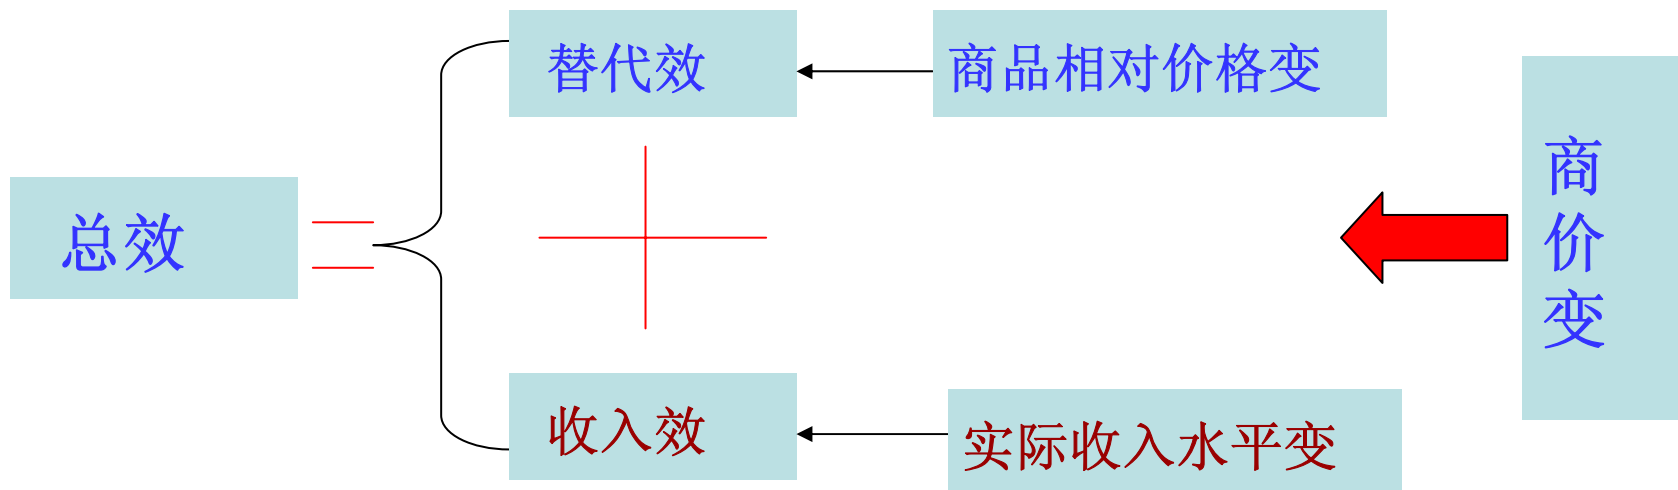 替代效
商品相对价格变
总效
商
价
变
收入效
实际收入水平变